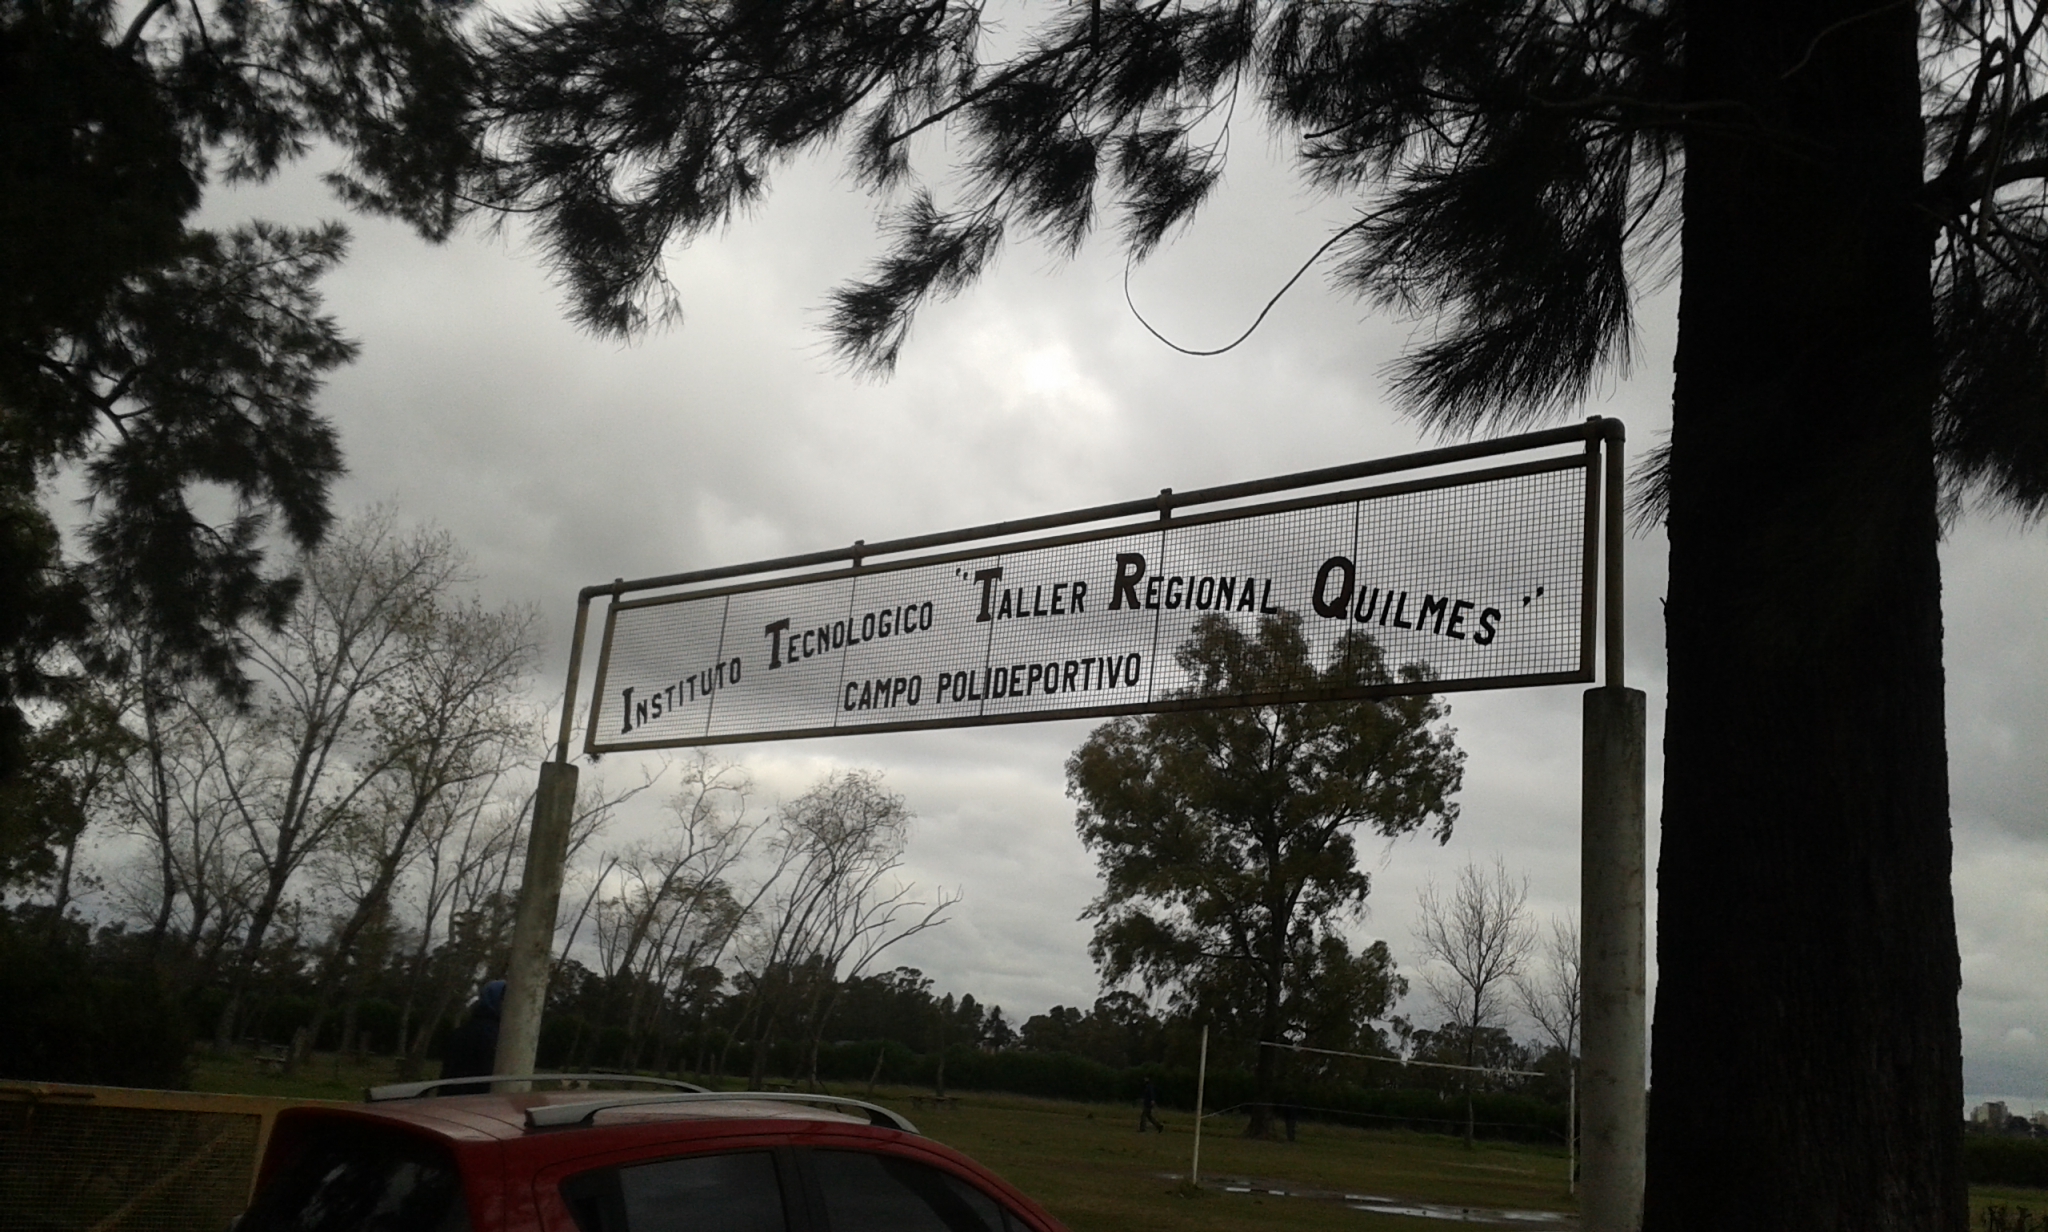 INSTITUTO TECNOLOGICO "TALLER REGIONAL QUILMES"
CAMPO POLIDEPORTIVO